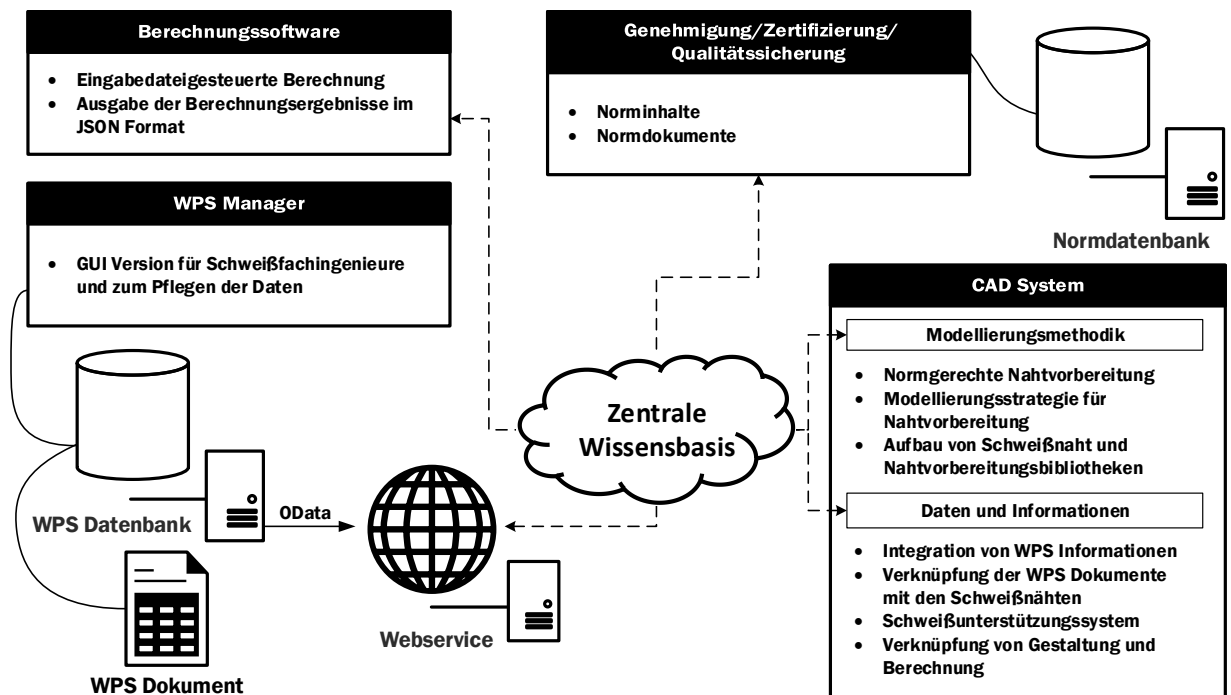 Berechnungssoftware
• Eingabedateigesteuerte Berechnung
• Ausgabe der Berechnungsergebnisse im
JSON Format
Genehmigung/Zertifizierung/
Qualitätssicherung
• Norminhalte
• Normdokumente
Normdatenbank
WPS Manager
• GUI Version für Schweißfachingenieure
und zum Pflegen der Daten
WPS Datenbank
OData
WPS Dokument
Webservice
Zentrale
Wissensbasis
CAD System
Modellierungsmethodik
• Normgerechte Nahtvorbereitung
• Modellierungsstrategie für
Nahtvorbereitung
• Aufbau von Schweißnaht und
Nahtvorbereitungsbibliotheken
Daten und Informationen
• Integration von WPS Informationen
• Verknüpfung der WPS Dokumente
mit den Schweißnähten
• Schweißunterstützungssystem
• Verknüpfung von Gestaltung und
Berechnung